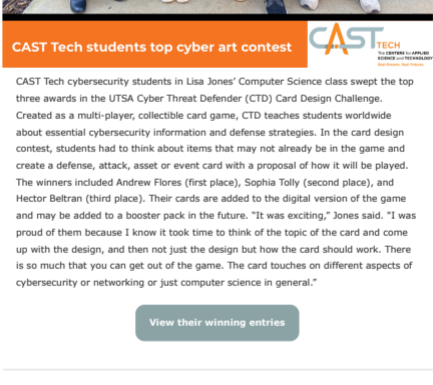 CAST Tech students top cyber art contest
CAST
TECH
The CENTERS for APPLIED
SCIENCE and TECHNOLOGY
CAST Tech cybersecurity students in Lisa Jones’ Computer Science class swept the top
three awards in the UTSA Cyber Threat Defender (CTD) Card Design Challenge.
Created as a multi-player, collectible card game, CTD teaches students worldwide
about essential cybersecurity information and defense strategies. In the card design
contest, students had to think about items that may not already be in the game and
create a defense, attack, asset or event card with a proposal of how it will be played.
The winners included Andrew Flores (first place), Sophia Tolly (second place), and
Hector Beltran (third place). Their cards are added to the digital version of the game
and may be added to a booster pack in the future. “It was exciting,” Jones said. “I was
proud of them because I know it took time to think of the topic of the card and come
up with the design, and then not just the design but how the card should work. There
is so much that you can get out of the game. The card touches on different aspects of
cybersecurity or networking or just computer science in general.”
View their winning entries